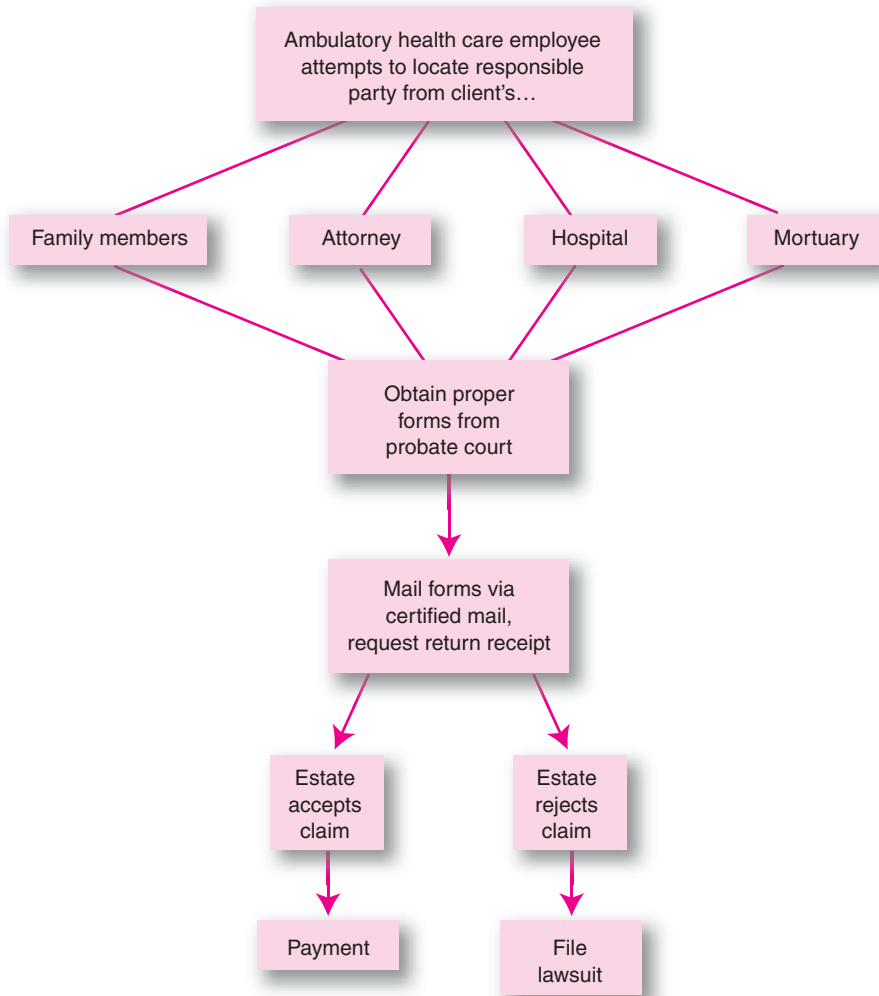 Ambulatory health care employee
attempts to locate responsible
party from client's…
Family members
Attorney
Hospital
Mortuary
Obtain proper
forms from
probate court
Mail forms via
certified mail,
request return receipt
Estate
accepts
claim
Estate
rejects
claim
Payment
File
lawsuit